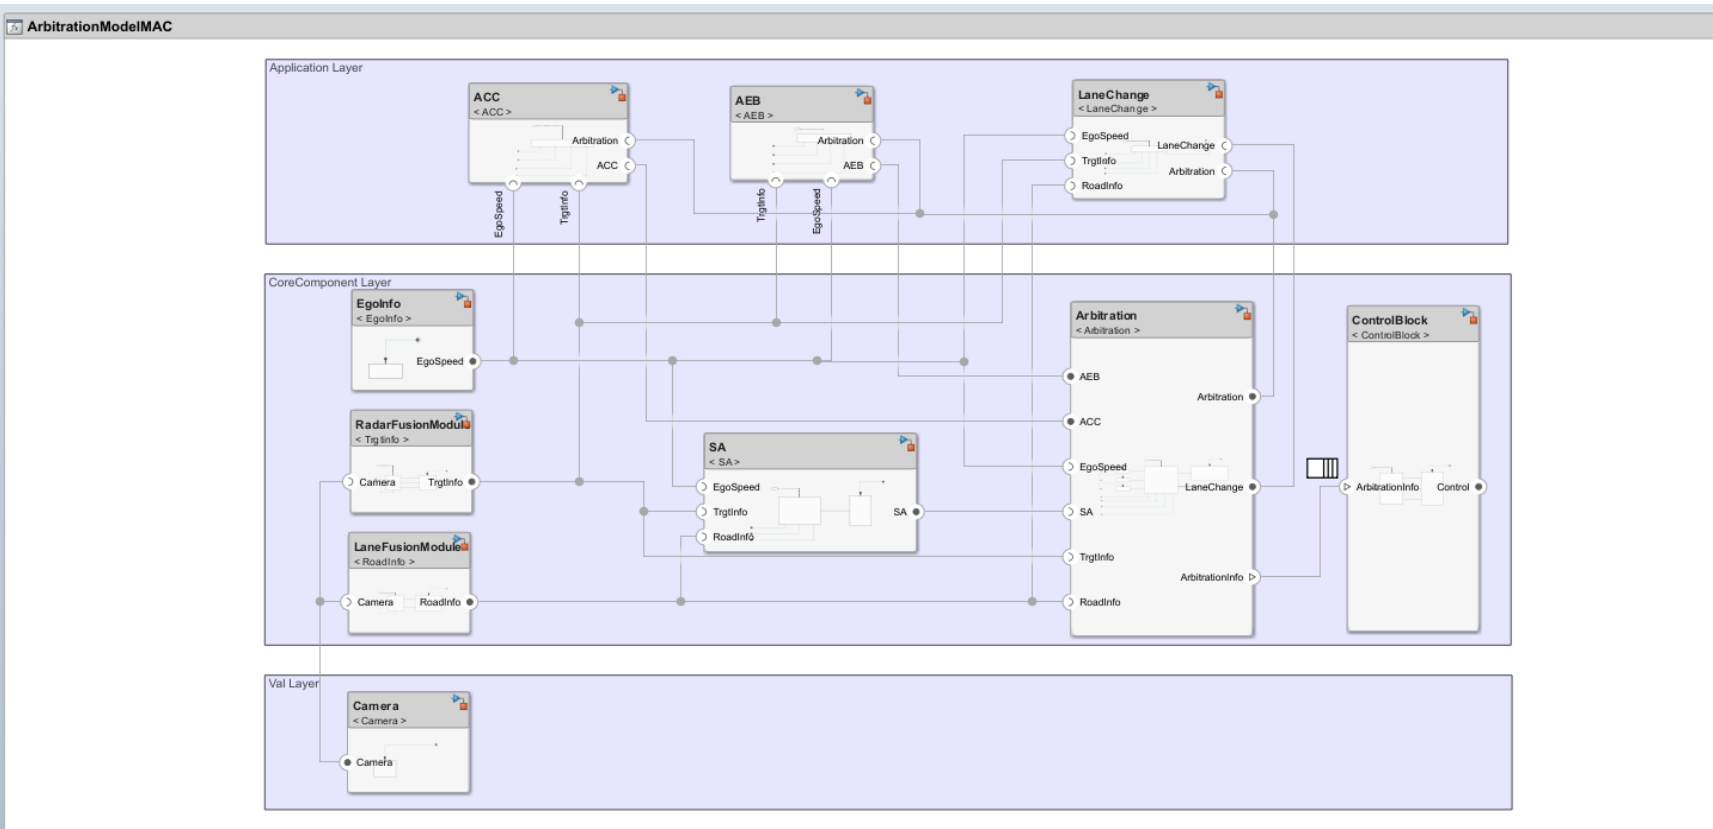 ArbitrationModelMAC
Application Layer
ACC
< ACC >
Arbitration
ACC
EgoSpeed
TrgtInfo
AEB
< AEB >
Arbitration
AEB
TrgtInfo
EgoSpeed
LaneChange
< LaneChange >
EgoSpeed
TrgtInfo
RoadInfo
LaneChange
Arbitration
CoreComponent Layer
EgoInfo
< EgoInfo >
EgoSpeed
RadarFusionModul
< TrgtInfo >
Camera
TrgtInfo
LaneFusionModule
< RoadInfo >
Camera
RoadInfo
SA
< SA >
EgoSpeed
TrgtInfo
RoadInfo
SA
Arbitration
< Arbitration >
AEB
ACC
EgoSpeed
SA
TrgtInfo
RoadInfo
Arbitration
LaneChange
ArbitrationInfo
ControlBlock
< ControlBlock >
ArbitrationInfo
Control
Val Layer
Camera
< Camera >
Camera